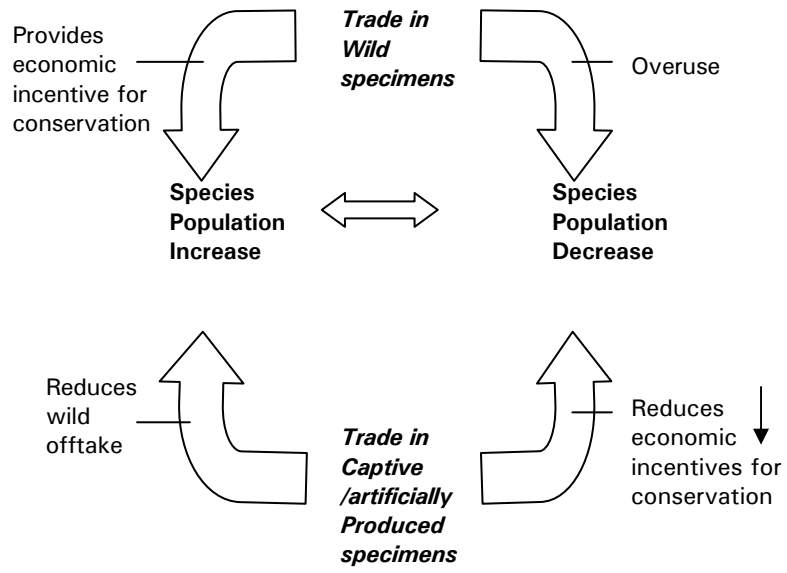 Provides
economic
incentive for
conservation
Trade in
Wild
specimens
Overuse
Species
Population
Increase
Species
Population
Decrease
Reduces
wild
offtake
Trade in
Captive
/artificially
Produced
specimens
Reduces
economic
incentives for
conservation